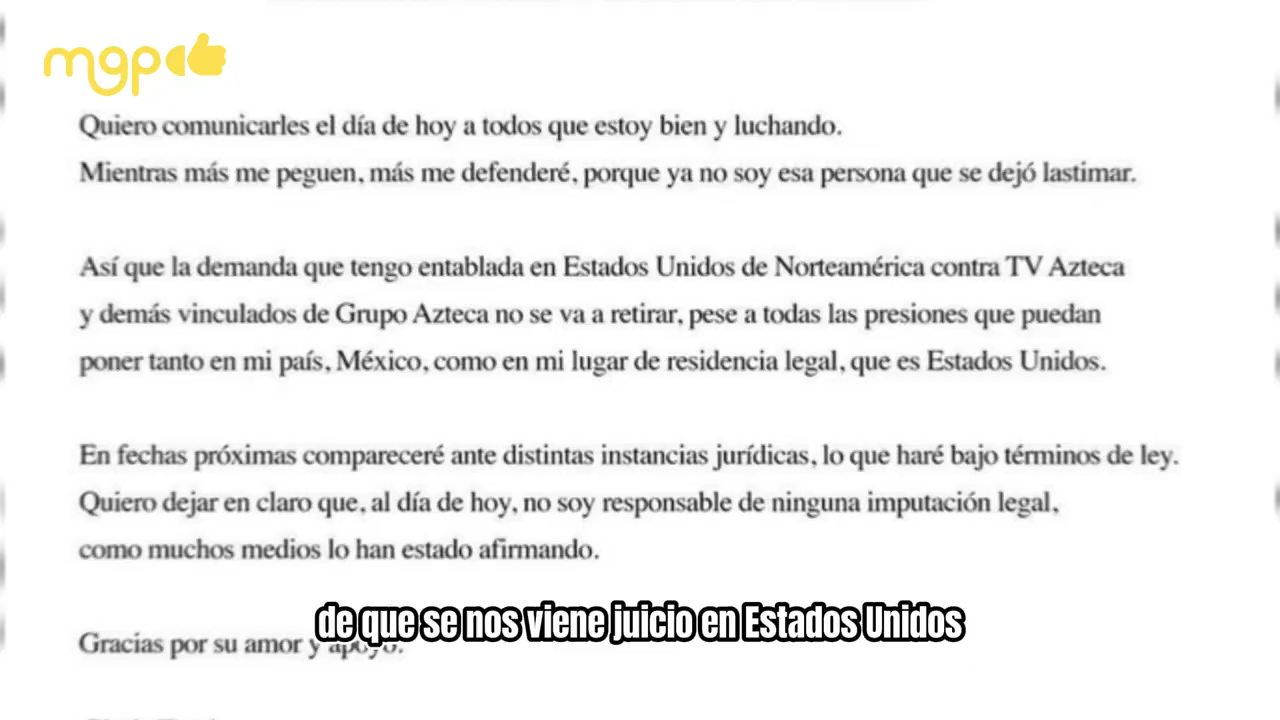 mgp
Quiero comunicarles el día de hoy a todos que estoy bien y luchando.
Mientras más me peguen, más me defenderé, porque ya no soy esa persona que se dejó lastimar.
Así que la demanda que tengo entablada en Estados Unidos de Norteamérica contra TV Azteca
y demás vinculados de Grupo Azteca no se va a retirar, pese a todas las presiones que puedan
poner tanto en mi país, México, como en mi lugar de residencia legal, que es Estados Unidos.
En fechas próximas compareceré ante distintas instancias jurídicas, lo que haré bajo términos de ley.
Quiero dejar en claro que, al día de hoy, no soy responsable de ninguna imputación legal,
como muchos medios lo han estado afirmando.
de que se nos viene juicio en Estados Unidos
Gracias por su amor y apoyo.